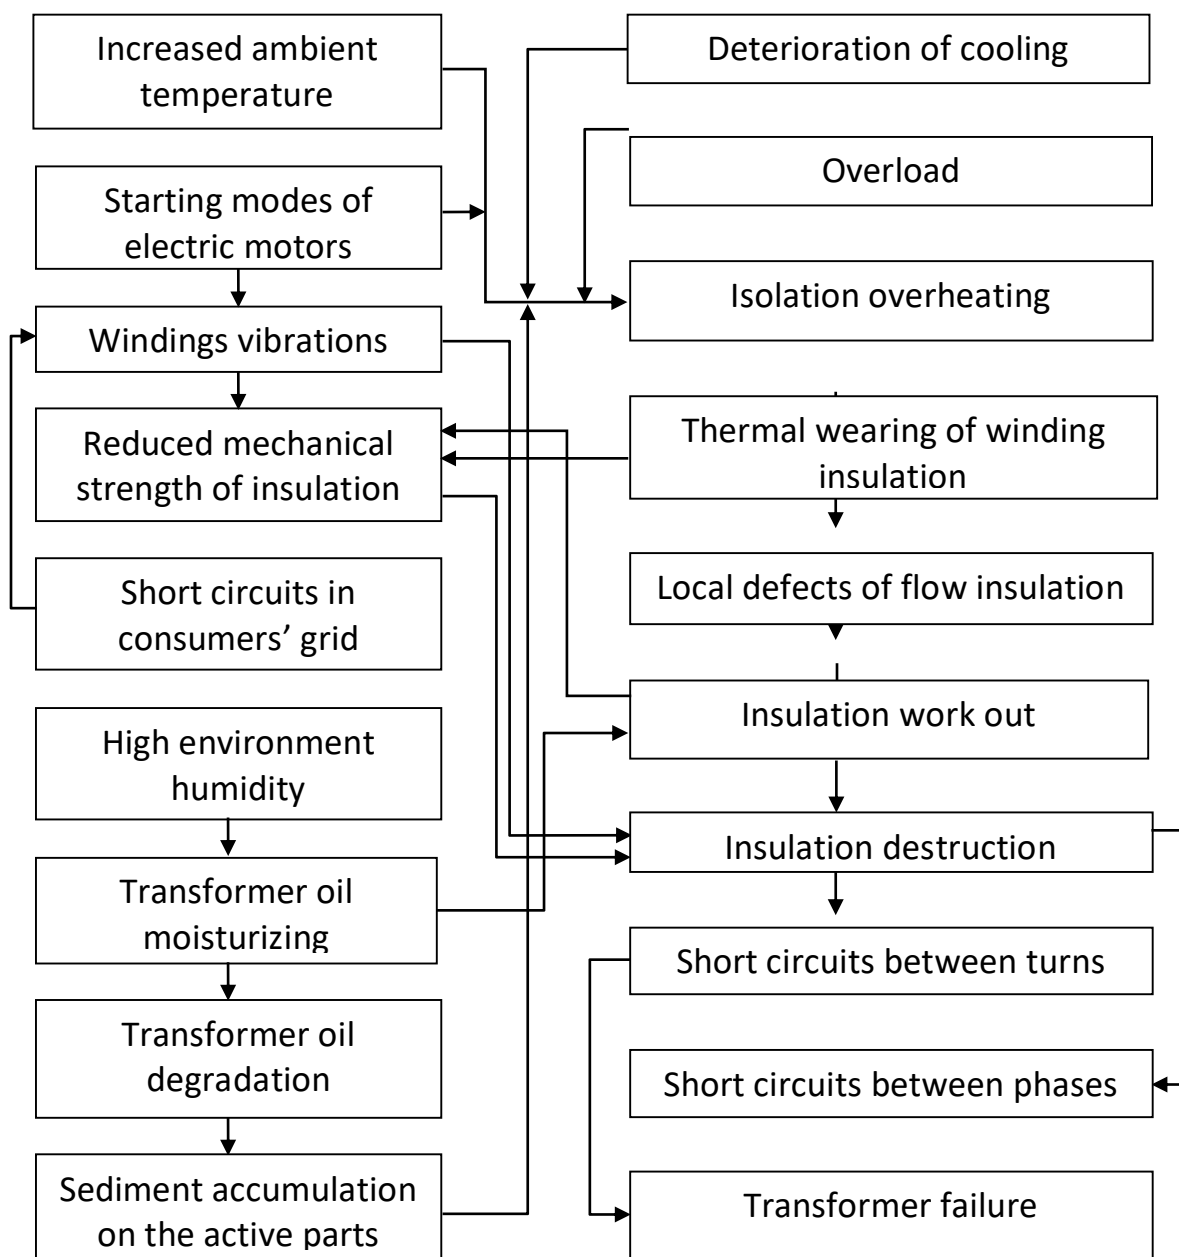 Increased ambient
temperature
Deterioration of cooling
Overload
Starting modes of
electric motors
Isolation overheating
Windings vibrations
Reduced mechanical
strength of insulation
Thermal wearing of winding
insulation
Short circuits in
consumers’ grid
Local defects of flow insulation
High environment
humidity
Insulation work out
Insulation destruction
Transformer oil
moisturizing
Short circuits between turns
Transformer oil
degradation
Short circuits between phases
Sediment accumulation
on the active parts
Transformer failure